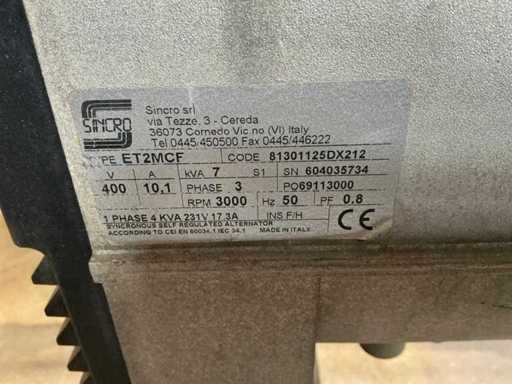 SINCRO
Sincro srl
via Tezze, 3 - Cereda
36073 Cornedo Vic.no (VI) Italy
Tel 0445/450500 Fax 0445/446222
TYPE ET2MCF CODE 81301125DX212
V A kVA 7 S1 SN 604035734
400 10,1 PHASE 3 PO69113000
RPM 3000 Hz 50 PF 0.8
1 PHASE 4 KVA 231V 17.3A INS F/H CE
SYNCRONOUS SELF REGULATED ALTERNATOR
ACCORDING TO CEI EN 60034.1 IEC 34.1 MADE IN ITALY